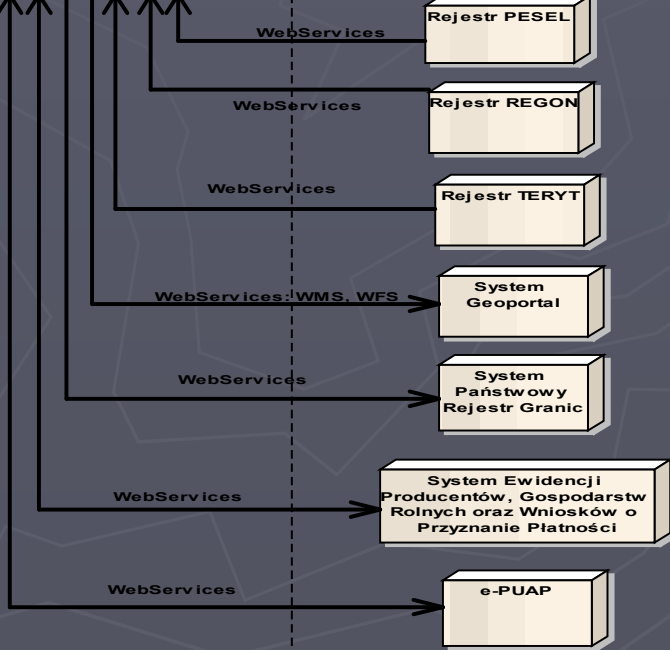 Rejestr PESEL
WebServices
Rejestr REGON
WebServices
WebServices
Rejestr TERYT
System
Geoportal
WebServices: WMS, WFS
System
Państwowy
Rejestr Granic
WebServices
System Ewidencji
Producentów, Gospodarstw
Rolnych oraz Wniosków o
Przyznanie Płatności
WebServices
e-PUAP
WebServices